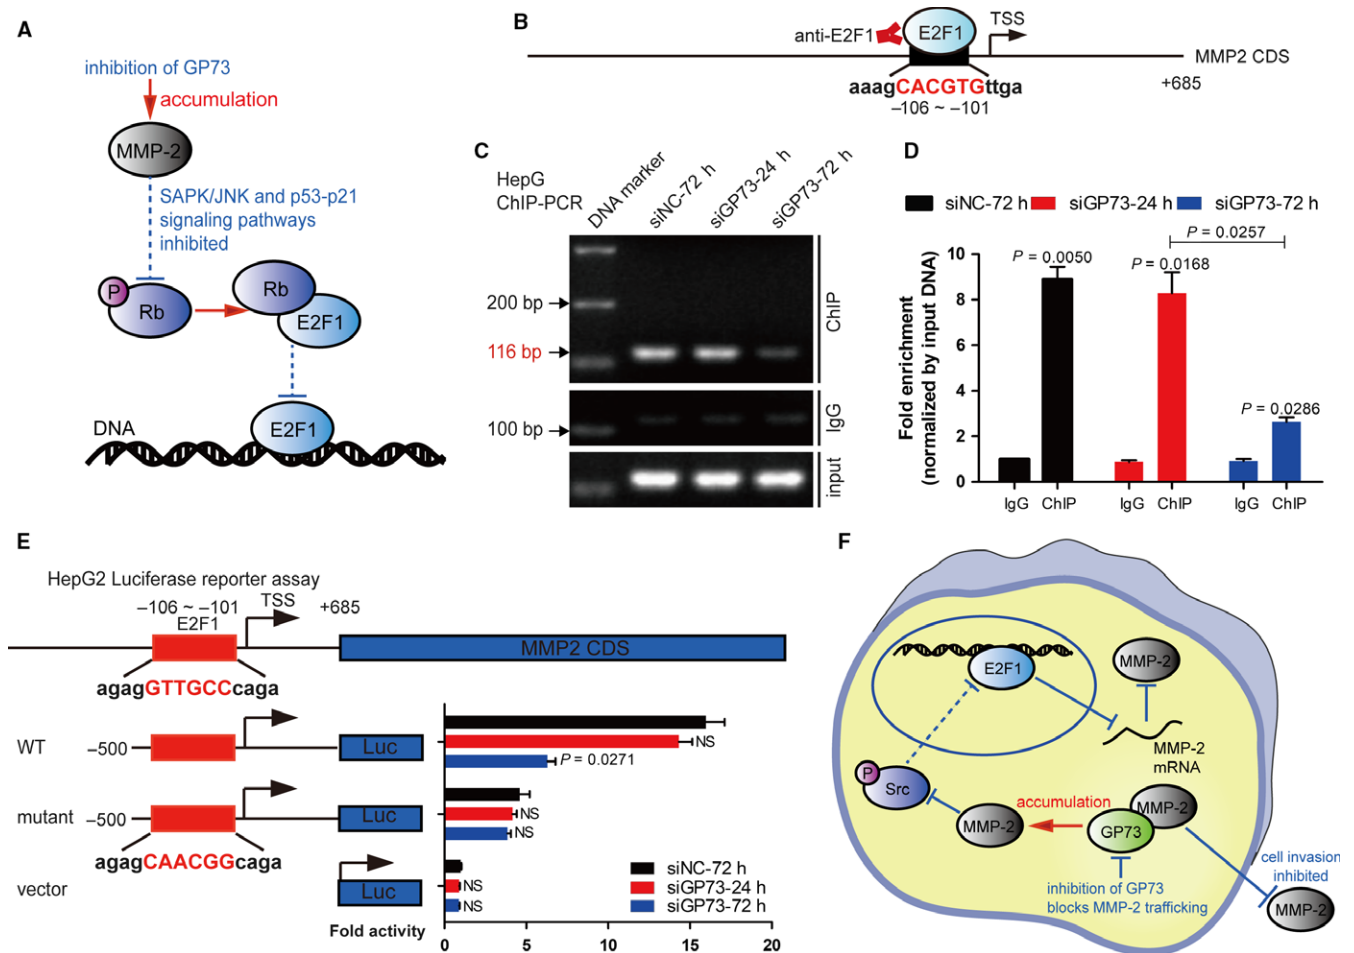 A
inhibition of GP73
accumulation
MMP-2
SAPK/JNK and p53-p21
signaling pathways
inhibited
P
Rb
Rb
E2F1
E2F1
DNA
B
anti-E2F1
E2F1
TSS
MMP2 CDS
aaagCACGTGttga
–106 ~ –101
+685
C
HepG
ChIP-PCR
DNA marker
siNC-72 h
siGP73-24 h
siGP73-72 h
200 bp
116 bp
100 bp
ChIP
IgG
input
D
siNC-72 h
siGP73-24 h
siGP73-72 h
P = 0.0257
P = 0.0050
P = 0.0168
P = 0.0286
Fold enrichment
(normalized by input DNA)
10
8
6
4
2
0
IgG
ChIP
IgG
ChIP
IgG
ChIP
E
HepG2 Luciferase reporter assay
–106 ~ –101
TSS
+685
E2F1
MMP2 CDS
agagGTTGCCcaga
WT
–500
Luc
NS
P = 0.0271
mutant
–500
Luc
NS
NS
agagCAACGGcaga
vector
Luc
NS
NS
siNC-72 h
siGP73-24 h
siGP73-72 h
Fold activity
0
5
10
15
20
F
E2F1
MMP-2
MMP-2
mRNA
P
Src
MMP-2
accumulation
MMP-2
GP73
inhibition of GP73
blocks MMP-2 trafficking
cell invasion
inhibited
MMP-2